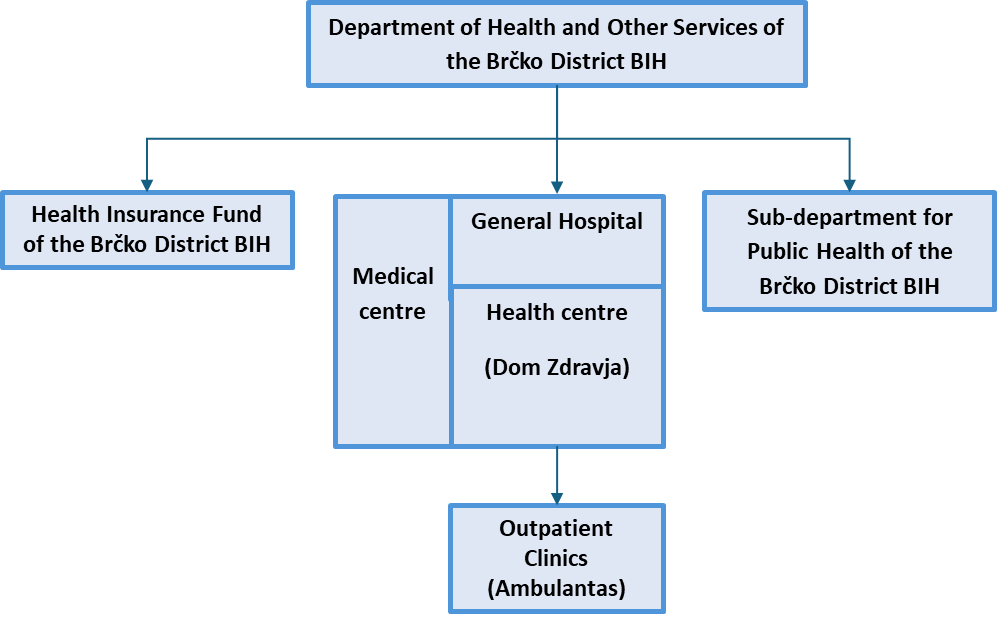 Department of Health and Other Services of
the Brčko District BIH
Health Insurance Fund
of the Brčko District BIH
Medical
centre
General Hospital
Health centre
(Dom Zdravja)
Sub-department for
Public Health of the
Brčko District BIH
Outpatient
Clinics
(Ambulantas)